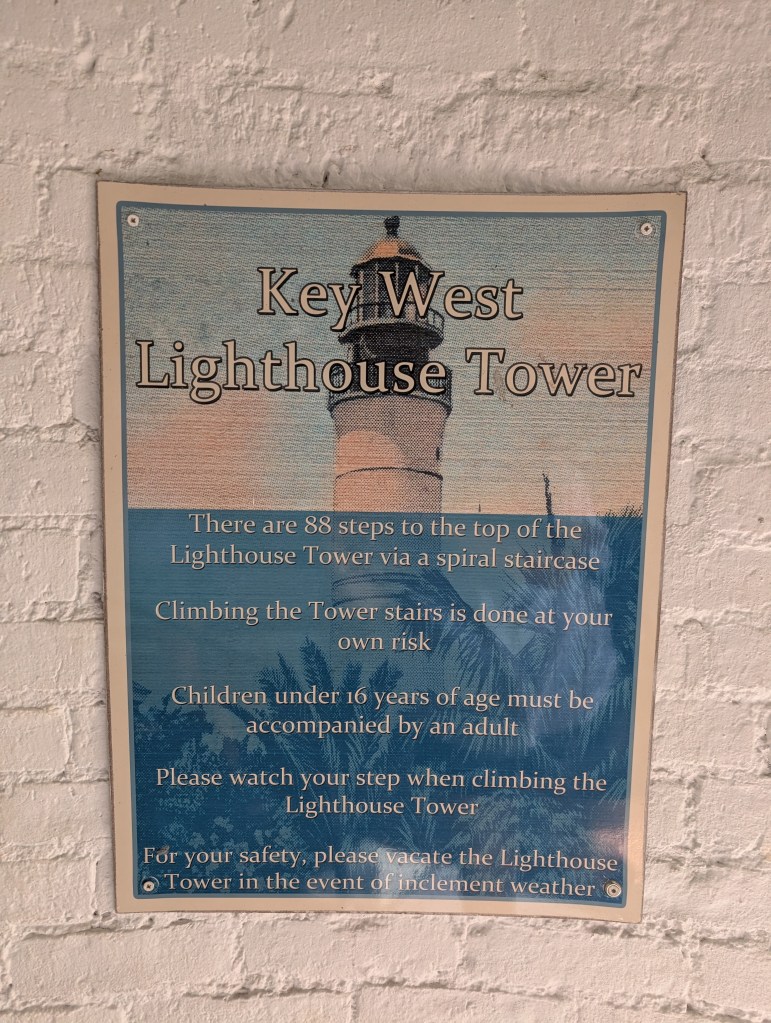 Key West
Lighthouse Tower
There are 88 steps to the top of the
Lighthouse Tower via a spiral staircase
Climbing the Tower stairs is done at your
own risk
Children under 16 years of age must be
accompanied by an adult
Please watch your step when climbing the
Lighthouse Tower
For your safety, please vacate the Lighthouse
Tower in the event of inclement weather